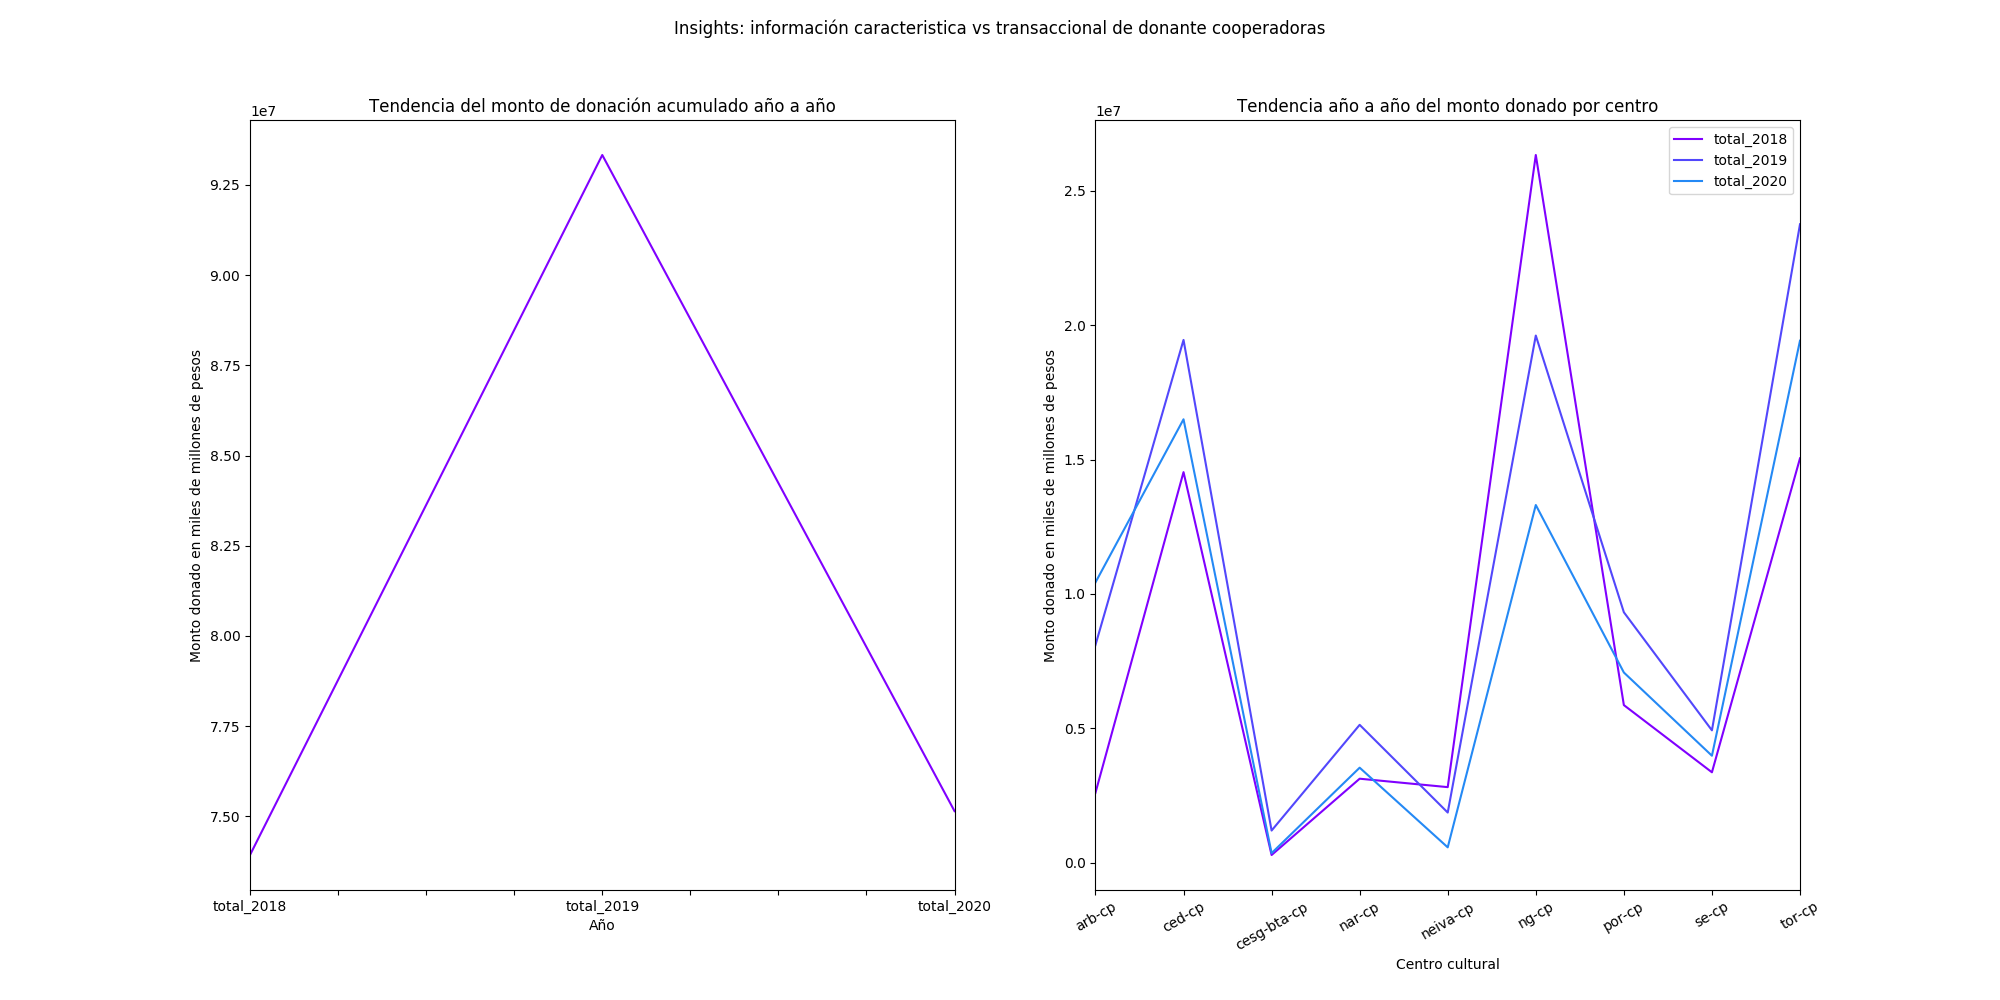 Insights: información caracteristica vs transaccional de donante cooperadoras
Tendencia del monto de donación acumulado año a año
1e7
9.25
9.00
8.75
8.50
8.25
8.00
7.75
7.50
Monto donado en miles de millones de pesos
total_2018
total_2019
total_2020
Año
Tendencia año a año del monto donado por centro
1e7
total_2018
total_2019
total_2020
2.5
2.0
1.5
1.0
0.5
0.0
Monto donado en miles de millones de pesos
arb-cp
ced-cp
cesg-bta-cp
nar-cp
neiva-cp
ng-cp
por-cp
se-cp
tor-cp
Centro cultural